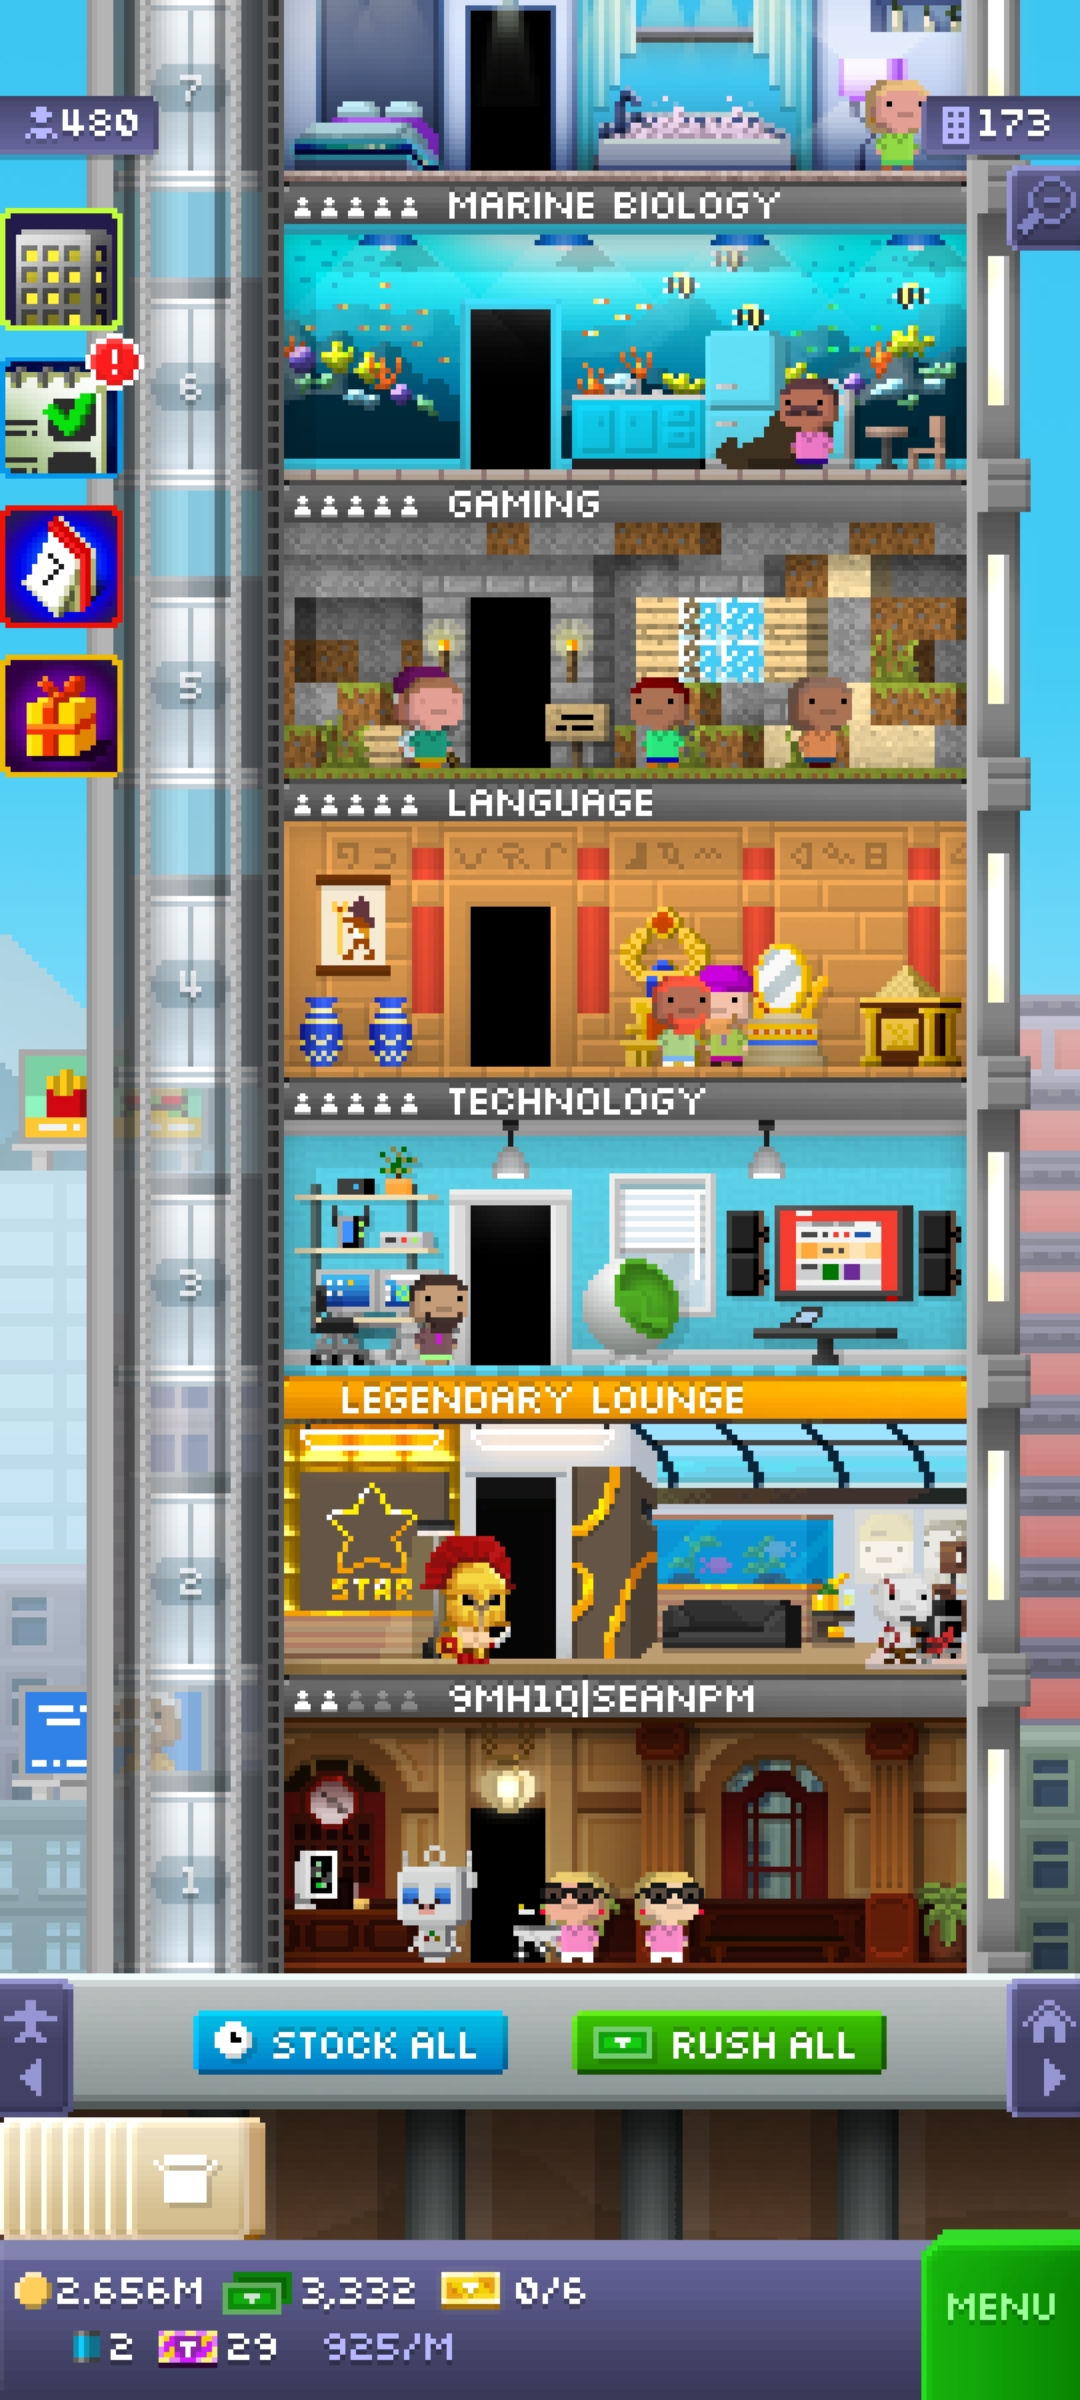 7
480
173
MARINE BIOLOGY
6
GAMING
7
5
LANGUAGE
4
TECHNOLOGY
3
LEGENDARY LOUNGE
STAR
2
9MH1Q|SEANPM
1
STOCK ALL
RUSH ALL
2.656M 3,332 0/6
MENU
2 29 925/M